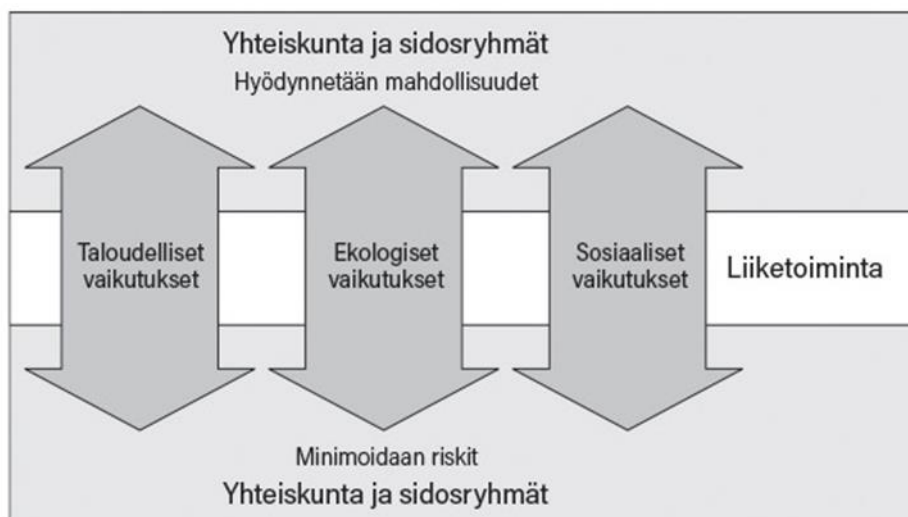 Yhteiskunta ja sidosryhmät
Hyödynnetään mahdollisuudet
Taloudelliset
vaikutukset
Ekologiset
vaikutukset
Sosiaaliset
vaikutukset
Liiketoiminta
Minimoidaan riskit
Yhteiskunta ja sidosryhmät